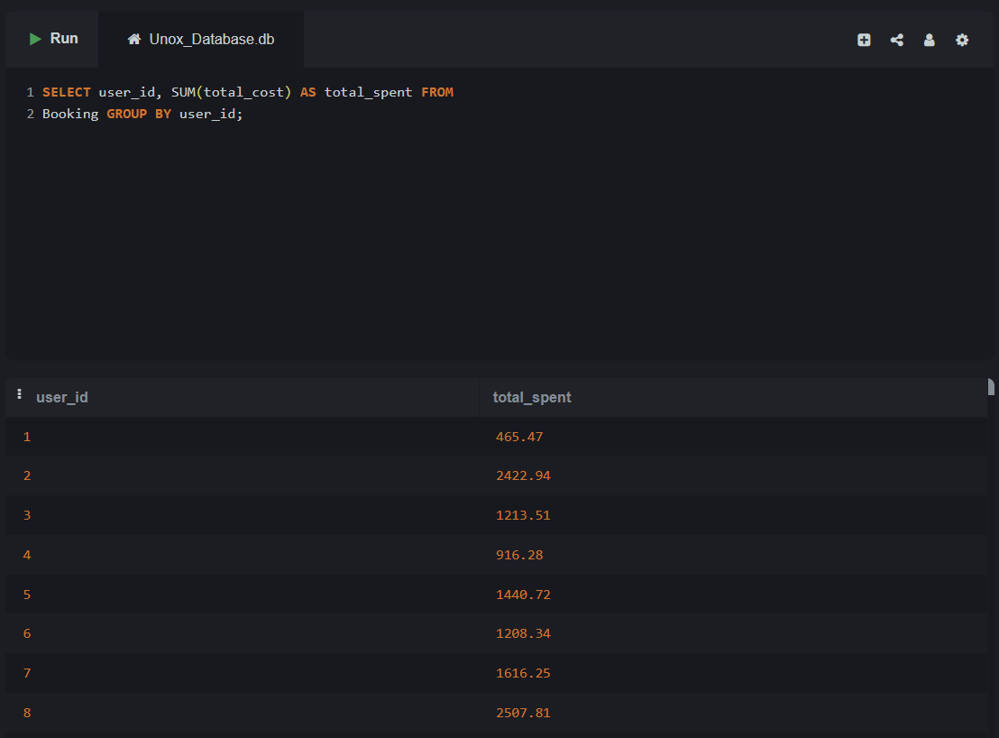 Run Unox_Database.db
1 SELECT user_id, SUM(total_cost) AS total_spent FROM
2 Booking GROUP BY user_id;
user_id total_spent
1 465.47
2 2422.94
3 1213.51
4 916.28
5 1440.72
6 1208.34
7 1616.25
8 2507.81